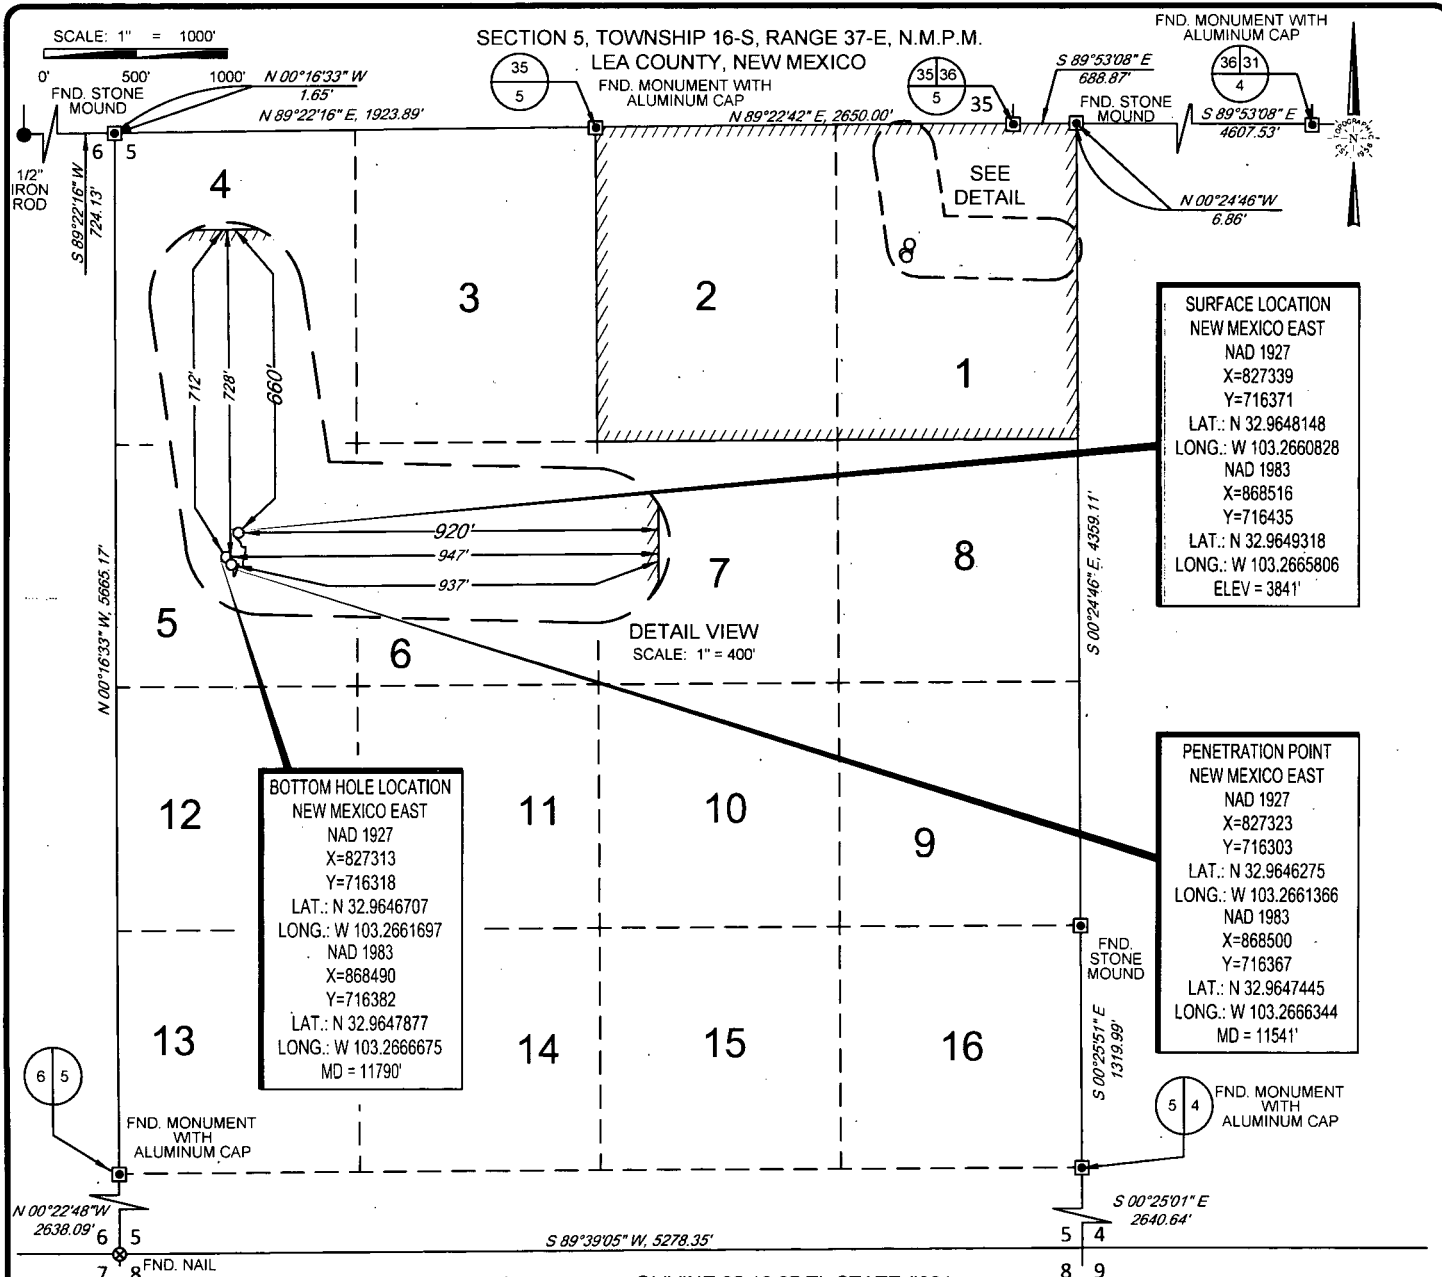 SCALE: 1" = 1000'
0' 500' 1000'
SECTION 5, TOWNSHIP 16-S, RANGE 37-E, N.M.P.M.
LEA COUNTY, NEW MEXICO
FND. STONE
MOUND
N 00°16'33" W
1.65'
N 89°22'16" E, 1923.89'
35
5
FND. MONUMENT WITH
ALUMINUM CAP
N 89°22'42" E, 2650.00'
35 36
5
35
S 89°53'08" E
688.87'
FND. STONE
MOUND
FND. MONUMENT WITH
ALUMINUM CAP
36 31
4
S 89°53'08" E
4607.53'
TOPOGRAPHIC
N
EST. 1958
N 00°24'46"W
6.86'
1/2"
IRON
ROD
6 5
S 89°22'16" W
724.13'
4
3
2
1
SEE
DETAIL
712'
728'
660'
920'
947'
937'
SURFACE LOCATION
NEW MEXICO EAST
NAD 1927
X=827339
Y=716371
LAT.: N 32.9648148
LONG.: W 103.2660828
NAD 1983
X=868516
Y=716435
LAT.: N 32.9649318
LONG.: W 103.2665806
ELEV = 3841'
N 00°16'33" W, 5665.17'
S 00°24'46" E, 4359.11'
5
6
7
8
DETAIL VIEW
SCALE: 1" = 400'
BOTTOM HOLE LOCATION
NEW MEXICO EAST
NAD 1927
X=827313
Y=716318
LAT.: N 32.9646707
LONG.: W 103.2661697
NAD 1983
X=868490
Y=716382
LAT.: N 32.9647877
LONG.: W 103.2666675
MD = 11790'
12
11
10
9
PENETRATION POINT
NEW MEXICO EAST
NAD 1927
X=827323
Y=716303
LAT.: N 32.9646275
LONG.: W 103.2661366
NAD 1983
X=868500
Y=716367
LAT.: N 32.9647445
LONG.: W 103.2666344
MD = 11541'
FND.
STONE
MOUND
13
14
15
16
S 00°25'51" E
1319.99'
6 5
FND. MONUMENT
WITH
ALUMINUM CAP
5 4
FND. MONUMENT
WITH
ALUMINUM CAP
N 00°22'48"W
2638.09'
S 00°25'01" E
2640.64'
6 5
S 89°39'05" W, 5278.35'
5 4
7 8
FND. NAIL
8 9